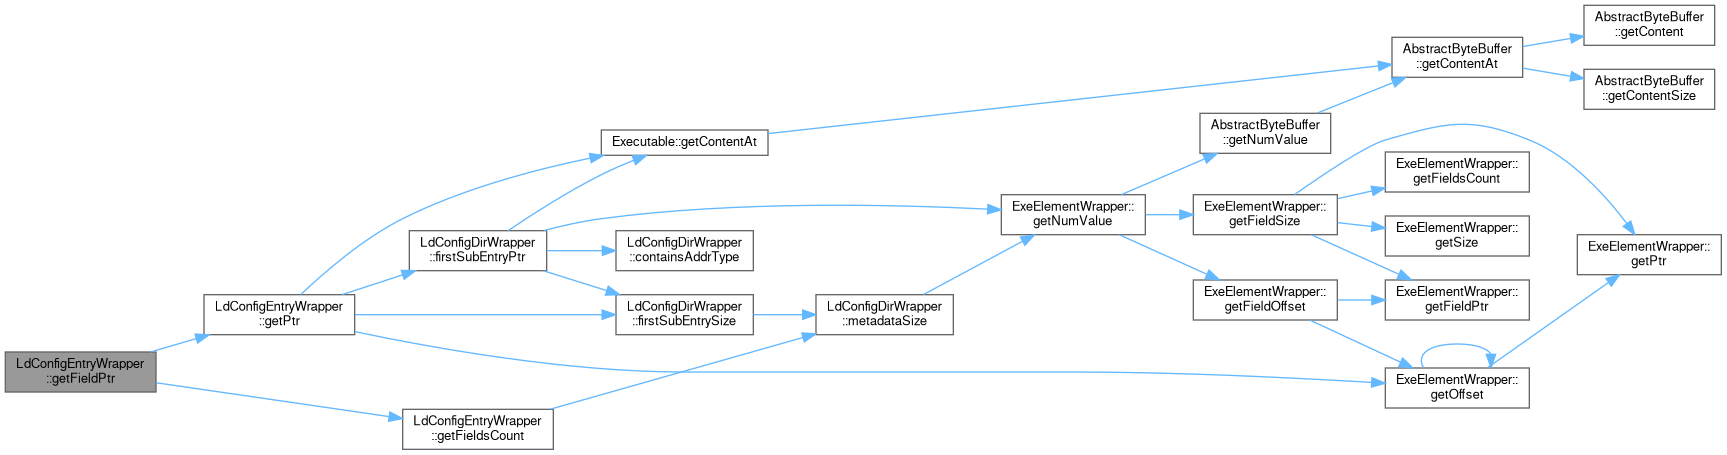 LdConfigEntryWrapper
::getFieldPtr
LdConfigEntryWrapper
::getPtr
LdConfigEntryWrapper
::getFieldsCount
LdConfigDirWrapper
::firstSubEntryPtr
Executable::getContentAt
LdConfigDirWrapper
::containsAddrType
LdConfigDirWrapper
::firstSubEntrySize
LdConfigDirWrapper
::metadataSize
ExeElementWrapper::
getNumValue
AbstractByteBuffer
::getNumValue
ExeElementWrapper::
getFieldSize
ExeElementWrapper::
getFieldOffset
AbstractByteBuffer
::getContentAt
ExeElementWrapper::
getFieldsCount
ExeElementWrapper::
getSize
ExeElementWrapper::
getFieldPtr
ExeElementWrapper::
getOffset
AbstractByteBuffer
::getContent
AbstractByteBuffer
::getContentSize
ExeElementWrapper::
getPtr